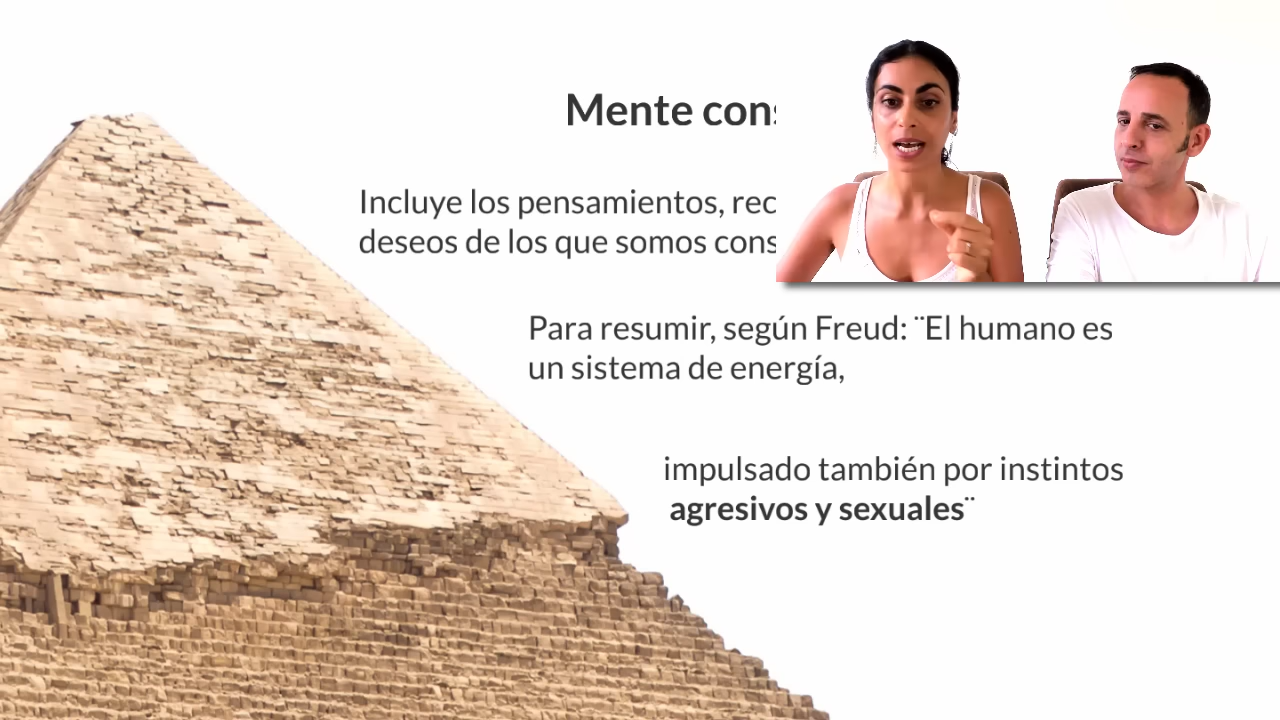 Mente cons
Incluye los pensamientos, rec
deseos de los que somos cons
Para resumir, según Freud: ¨El humano es
un sistema de energía,
impulsado también por instintos
agresivos y sexuales¨